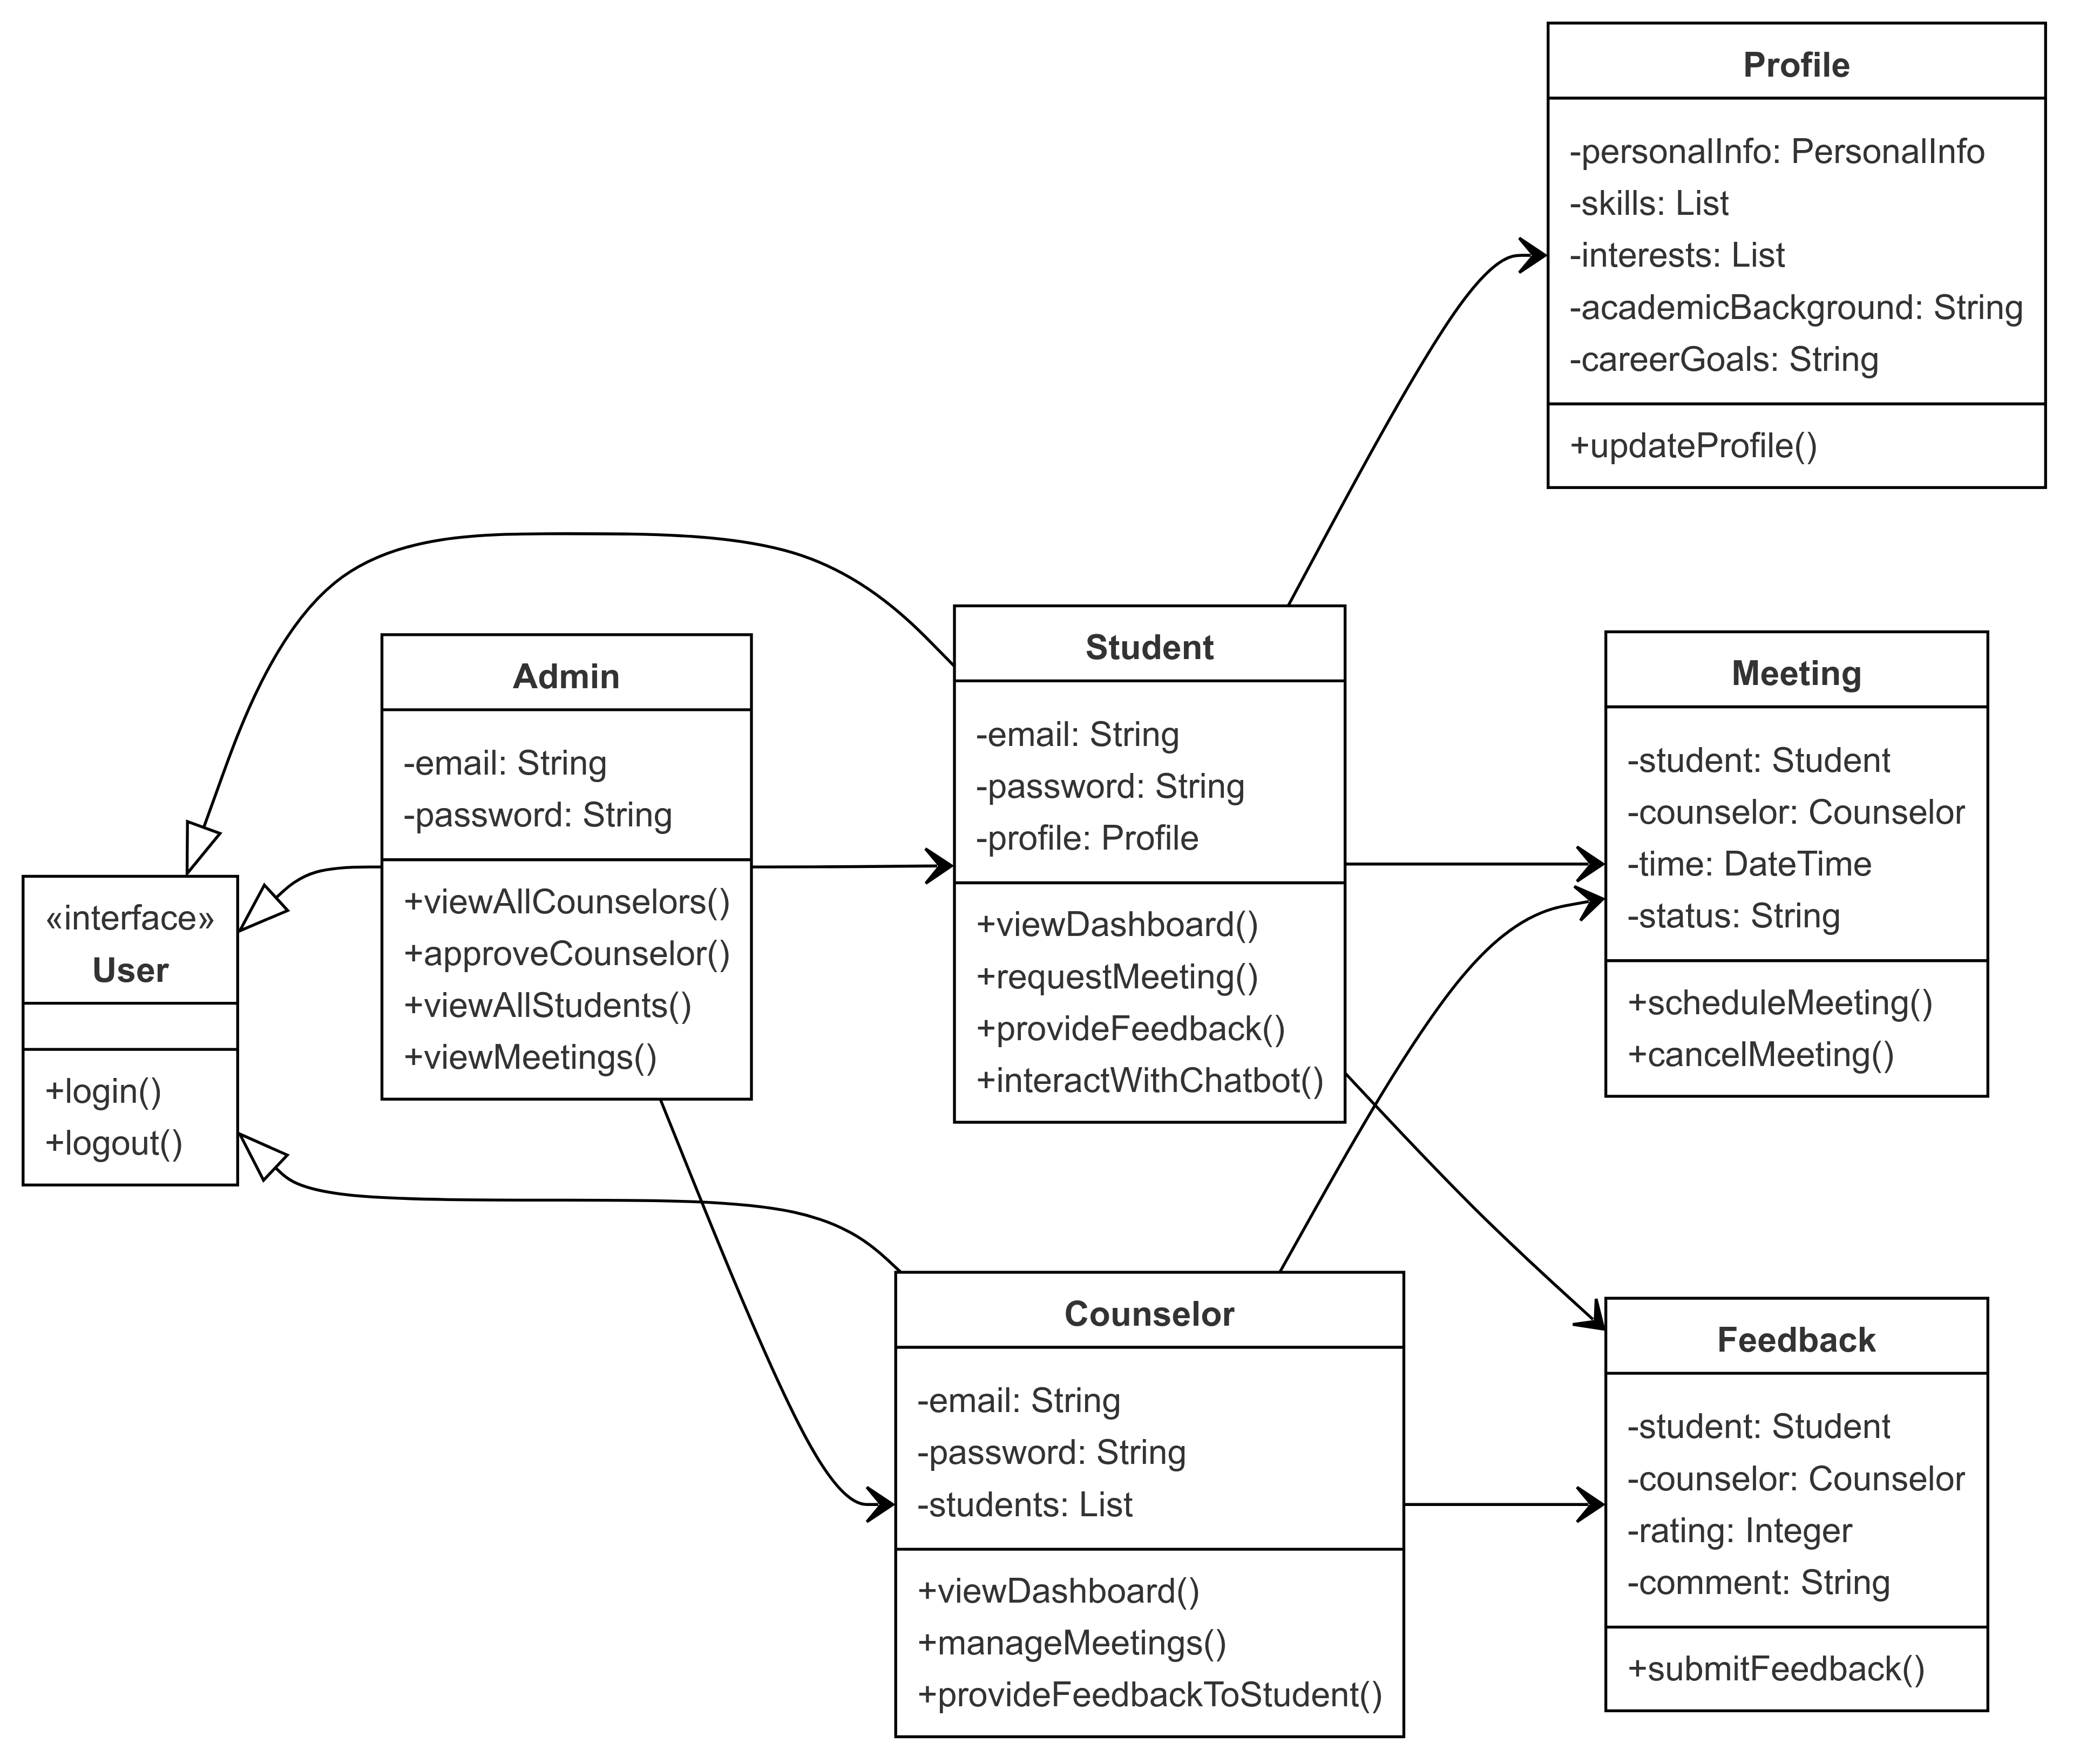 Profile
-personalInfo: PersonalInfo
-skills: List
-interests: List
-academicBackground: String
-careerGoals: String
+updateProfile()
Admin
-email: String
-password: String
+viewAllCounselors()
+approveCounselor()
+viewAllStudents()
+viewMeetings()
Student
-email: String
-password: String
-profile: Profile
+viewDashboard()
+requestMeeting()
+provideFeedback()
+interactWithChatbot()
Meeting
-student: Student
-counselor: Counselor
-time: DateTime
-status: String
+scheduleMeeting()
+cancelMeeting()
«interface»
User
+login()
+logout()
Counselor
-email: String
-password: String
-students: List
+viewDashboard()
+manageMeetings()
+provideFeedbackToStudent()
Feedback
-student: Student
-counselor: Counselor
-rating: Integer
-comment: String
+submitFeedback()